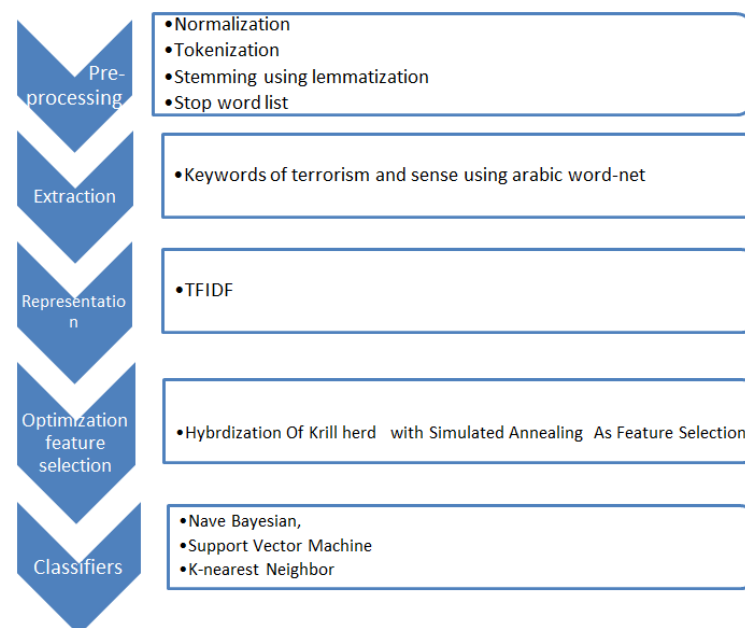 Pre-
processing
•Normalization
•Tokenization
•Stemming using lemmatization
•Stop word list
Extraction
•Keywords of terrorism and sense using arabic word-net
Representatio
n
•TFIDF
Optimization
feature
selection
•Hybrdization Of Krill herd with Simulated Annealing As Feature Selection
Classifiers
•Nave Bayesian,
•Support Vector Machine
•K-nearest Neighbor